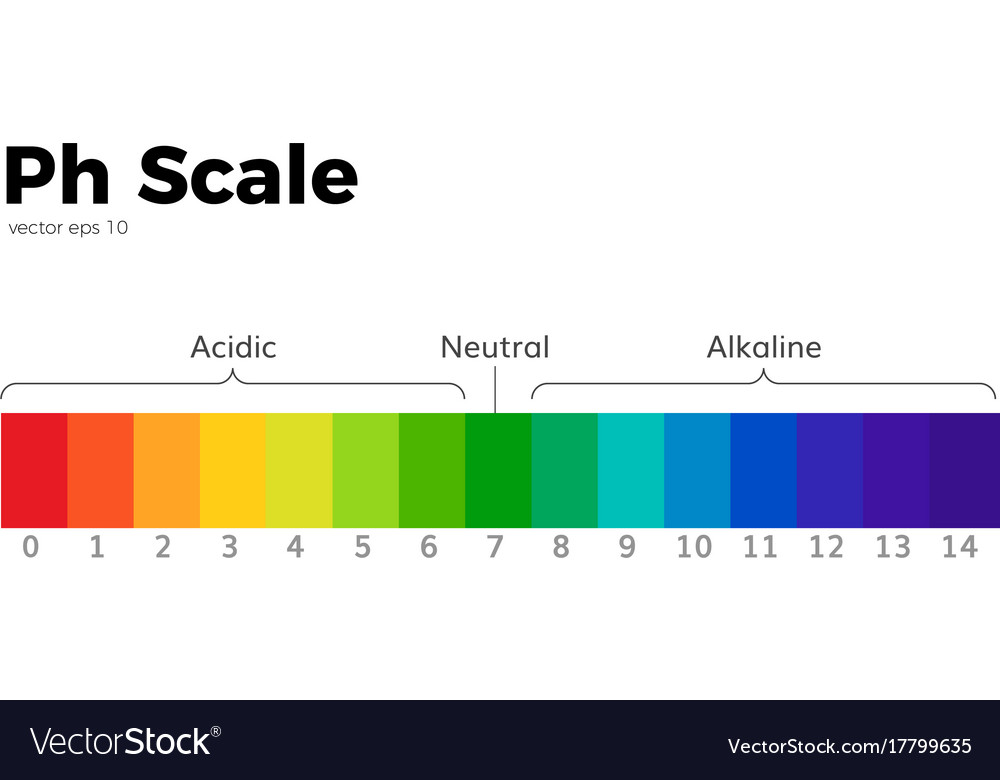 Ph Scale
vector eps 10
Acidic Neutral Alkaline
0 1 2 3 4 5 6 7 8 9 10 11 12 13 14
VectorStock®
VectorStock.com/17799635